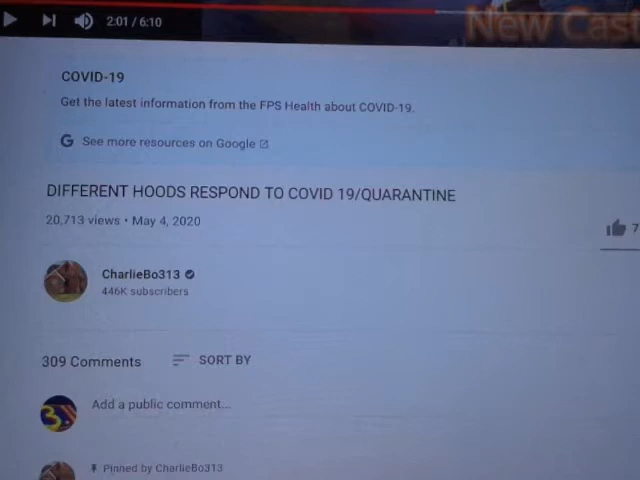 New Cast
2:01 / 6:10
COVID-19
Get the latest information from the FPS Health about COVID-19.
G See more resources on Google
DIFFERENT HOODS RESPOND TO COVID 19/QUARANTINE
20,713 views • May 4, 2020
7
CharlieBo313
446K subscribers
309 Comments SORT BY
3.
Add a public comment...
Pinned by CharlieBo313